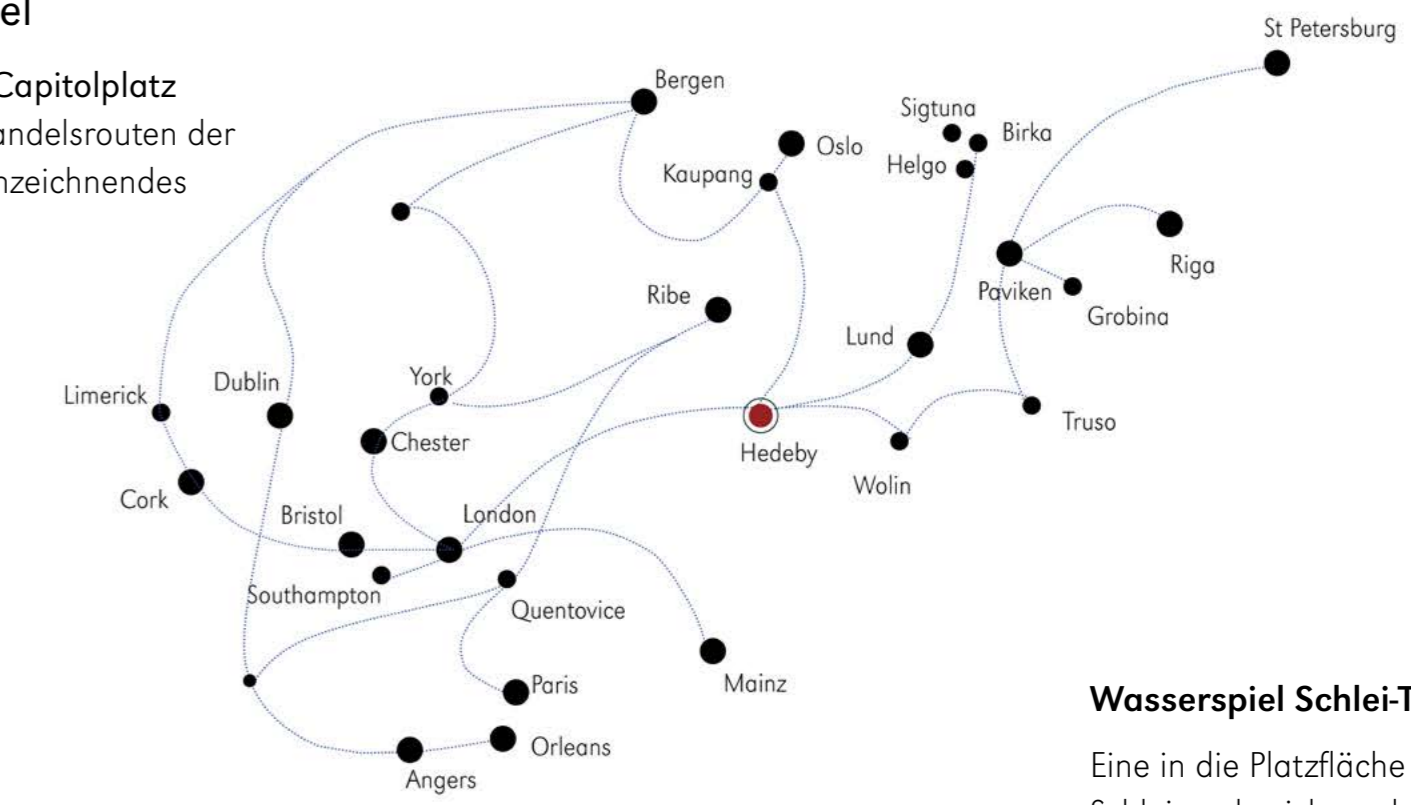 el
Capitolplatz
andelsrouten der
nzeichnendes
St Petersburg
Bergen
Sigtuna
Birka
Oslo
Helgo
Kaupang
Riga
Paviken
Ribe
Grobina
Lund
York
Dublin
Limerick
Truso
Chester
Hedeby
Wolin
Cork
Bristol
London
Southampton
Quentovice
Paris
Mainz
Orleans
Angers
Wasserspiel Schlei-T
Eine in die Platzfläche